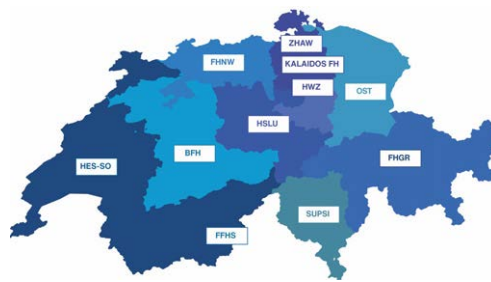 ZHAW
FHNW
KALAIDOS FH
HWZ
OST
HSLU
BFH
HES-SO
FHGR
SUPSI
FFHS